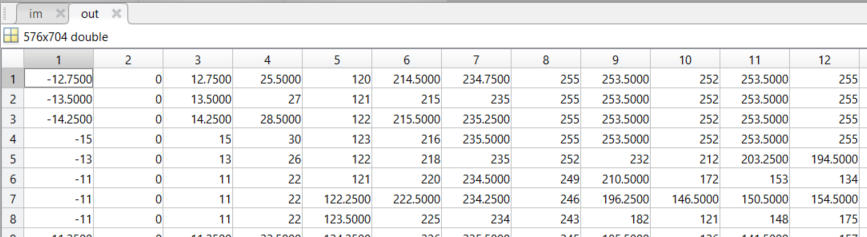 im out
576x704 double
1 2 3 4 5 6 7 8 9 10 11 12
1 -12.7500 0 12.7500 25.5000 120 214.5000 234.7500 255 253.5000 252 253.5000 255
2 -13.5000 0 13.5000 27 121 215 235 255 253.5000 252 253.5000 255
3 -14.2500 0 14.2500 28.5000 122 215.5000 235.2500 255 253.5000 252 253.5000 255
4 -15 0 15 30 123 216 235.5000 255 253.5000 252 253.5000 255
5 -13 0 13 26 122 218 235 252 232 212 203.2500 194.5000
6 -11 0 11 22 121 220 234.5000 249 210.5000 172 153 134
7 -11 0 11 22 122.2500 222.5000 234.2500 246 196.2500 146.5000 150.5000 154.5000
8 -11 0 11 22 123.5000 225 234 243 182 121 148 175